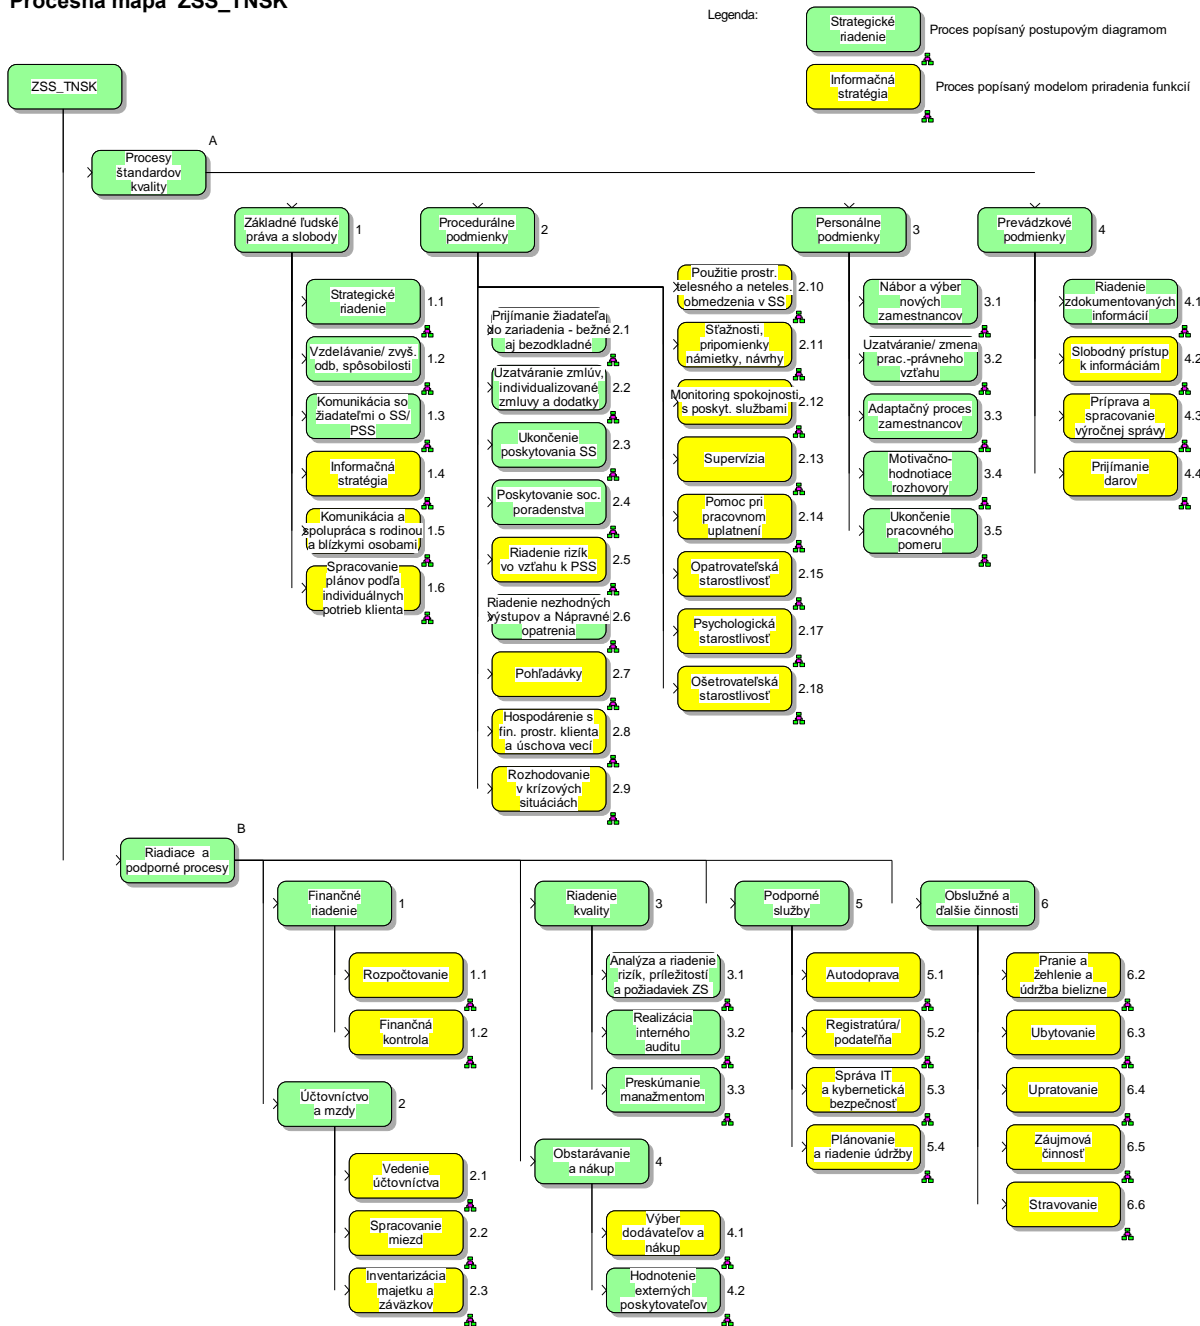 Procesná mapa ZSS_TNSK
Legenda:
Strategické
riadenie
Proces popísaný postupovým diagramom
Informačná
stratégia
Proces popísaný modelom priradenia funkcií
ZSS_TNSK
A
Procesy
štandardov
kvality
Základné ľudské
práva a slobody
1
Strategické
riadenie
1.1
Vzdelávanie/ zvyš.
odb, spôsobilosti
1.2
Komunikácia so
žiadateľmi o SS/
PSS
1.3
Informačná
stratégia
1.4
Komunikácia a
spolupráca s rodinou
a blízkymi osobami
1.5
Spracovanie
plánov podľa
individuálnych
potrieb klienta
1.6
Procedurálne
podmienky
2
Prijímanie žiadateľa
do zariadenia - bežné
aj bezodkladné
2.1
Uzatváranie zmlúv,
individualizované
zmluvy a dodatky
2.2
Ukončenie
poskytovania SS
2.3
Poskytovanie soc.
poradenstva
2.4
Riadenie rizík
vo vzťahu k PSS
2.5
Riadenie nezhodných
výstupov a Nápravné
opatrenia
2.6
Pohľadávky
2.7
Hospodárenie s
fin. prostr. klienta
a úschova vecí
2.8
Rozhodovanie
v krízových
situáciách
2.9
Použitie prostr.
telesného a neteles.
obmedzenia v SS
2.10
Sťažnosti,
pripomienky
námietky, návrhy
2.11
Monitoring spokojnosti
s poskyt. službami
2.12
Supervízia
2.13
Pomoc pri
pracovnom
uplatnení
2.14
Opatrovateľská
starostlivosť
2.15
Psychologická
starostlivosť
2.17
Ošetrovateľská
starostlivosť
2.18
Personálne
podmienky
3
Nábor a výber
nových
zamestnancov
3.1
Uzatváranie/ zmena
prac.-právneho
vzťahu
3.2
Adaptačný proces
zamestnancov
3.3
Motivačno-
hodnotiace
rozhovory
3.4
Ukončenie
pracovného
pomeru
3.5
Prevádzkové
podmienky
4
Riadenie
zdokumentovaných
informácií
4.1
Slobodný prístup
k informáciám
4.2
Príprava a
spracovanie
výročnej správy
4.3
Prijímanie
darov
4.4
B
Riadiace a
podporné procesy
Finančné
riadenie
1
Rozpočtovanie
1.1
Finančná
kontrola
1.2
Účtovníctvo
a mzdy
2
Vedenie
účtovníctva
2.1
Spracovanie
miezd
2.2
Inventarizácia
majetku a
záväzkov
2.3
Riadenie
kvality
3
Analýza a riadenie
rizík, príležitostí
a požiadaviek ZS
3.1
Realizácia
interného
auditu
3.2
Preskúmanie
manažmentom
3.3
Obstarávanie
a nákup
4
Výber
dodávateľov a
nákup
4.1
Hodnotenie
externých
poskytovateľov
4.2
Podporné
služby
5
Autodoprava
5.1
Registratúra/
podateľňa
5.2
Správa IT
a kybernetická
bezpečnosť
5.3
Plánovanie
a riadenie údržby
5.4
Obslužné a
ďalšie činnosti
6
Pranie a
žehlenie a
údržba bielizne
6.2
Ubytovanie
6.3
Upratovanie
6.4
Záujmová
činnosť
6.5
Stravovanie
6.6